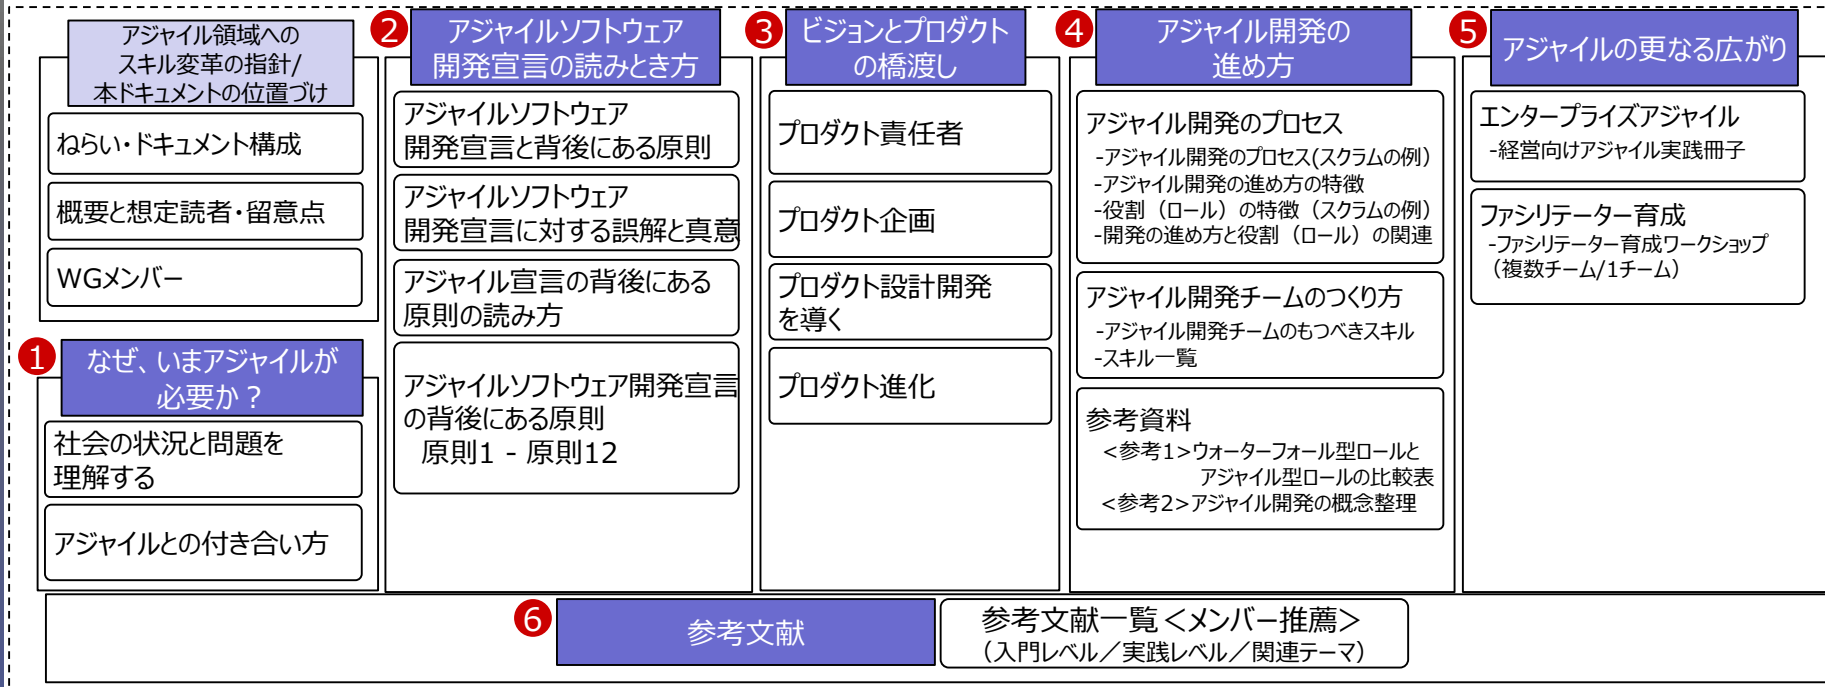 アジャイル領域への
スキル変革の指針/
本ドキュメントの位置づけ
ねらい・ドキュメント構成
概要と想定読者・留意点
WGメンバー
1
なぜ、いまアジャイルが
必要か？
社会の状況と問題を
理解する
アジャイルとの付き合い方
2
アジャイルソフトウェア
開発宣言の読みとき方
アジャイルソフトウェア
開発宣言と背後にある原則
アジャイルソフトウェア
開発宣言に対する誤解と真意
アジャイル宣言の背後にある
原則の読み方
アジャイルソフトウェア開発宣言
の背後にある原則
原則1 - 原則12
3
ビジョンとプロダクト
の橋渡し
プロダクト責任者
プロダクト企画
プロダクト設計開発
を導く
プロダクト進化
4
アジャイル開発の
進め方
アジャイル開発のプロセス
-アジャイル開発のプロセス(スクラムの例)
-アジャイル開発の進め方の特徴
-役割（ロール）の特徴（スクラムの例）
-開発の進め方と役割（ロール）の関連
アジャイル開発チームのつくり方
-アジャイル開発チームのもつべきスキル
-スキル一覧
参考資料
<参考1>ウォーターフォール型ロールと
アジャイル型ロールの比較表
<参考2>アジャイル開発の概念整理
5
アジャイルの更なる広がり
エンタープライズアジャイル
-経営向けアジャイル実践冊子
ファシリテーター育成
-ファシリテーター育成ワークショップ
（複数チーム/1チーム）
6
参考文献
参考文献一覧＜メンバー推薦＞
（入門レベル／実践レベル／関連テーマ）